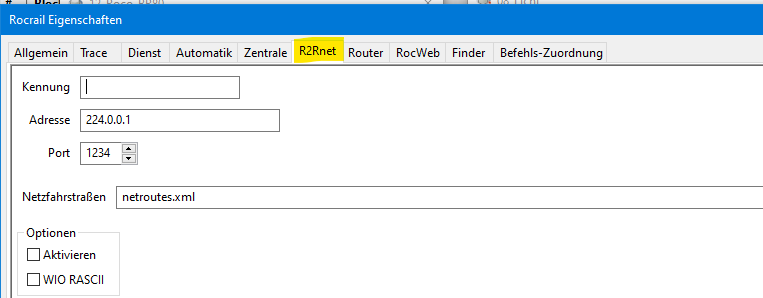 Rocrail Eigenschaften
Allgemein Trace Dienst Automatik Zentrale R2Rnet Router RocWeb Finder Befehls-Zuordnung
Kennung
Adresse 224.0.0.1
Port 1234
Netzfahrstraßen netroutes.xml
Optionen
Aktivieren
WIO RASCII